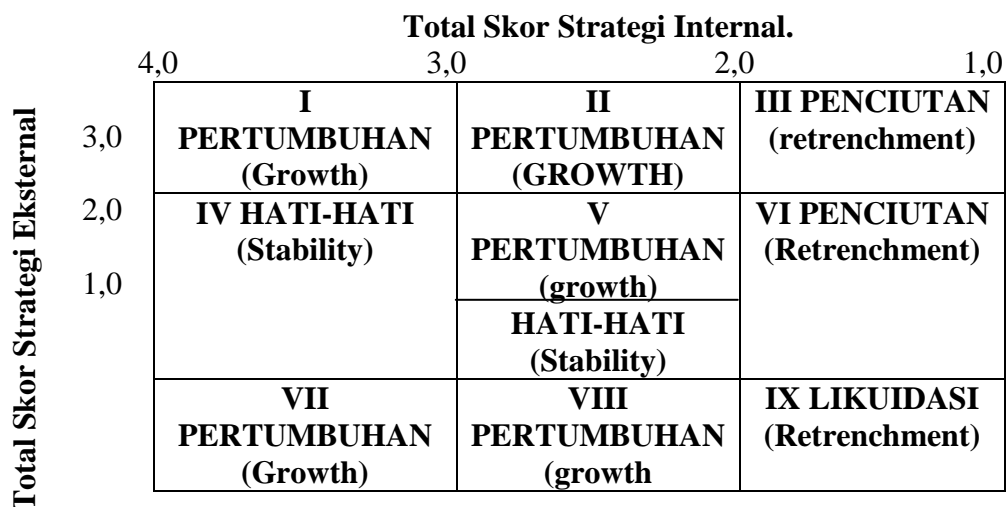 Total Skor Strategi Internal.
4,0 3,0 2,0 1,0
Total Skor Strategi Eksternal
3,0
2,0
1,0
I
PERTUMBUHAN
(Growth)
II
PERTUMBUHAN
(GROWTH)
III PENCIUTAN
(retrenchment)
IV HATI-HATI
(Stability)
V
PERTUMBUHAN
(growth)
HATI-HATI
(Stability)
VI PENCIUTAN
(Retrenchment)
VII
PERTUMBUHAN
(Growth)
VIII
PERTUMBUHAN
(growth
IX LIKUIDASI
(Retrenchment)